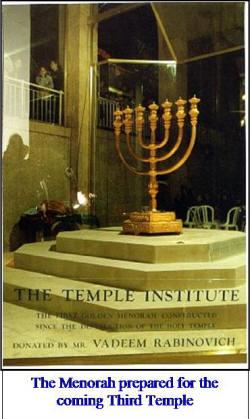 THE TEMPLE INSTITUTE
THE FIRST GOLDEN MENORAH CONSTRUCTED
SINCE THE DESTRUCTION OF THE HOLY TEMPLE
DONATED BY MR. VADEEM RABINOVICH
The Menorah prepared for the
coming Third Temple